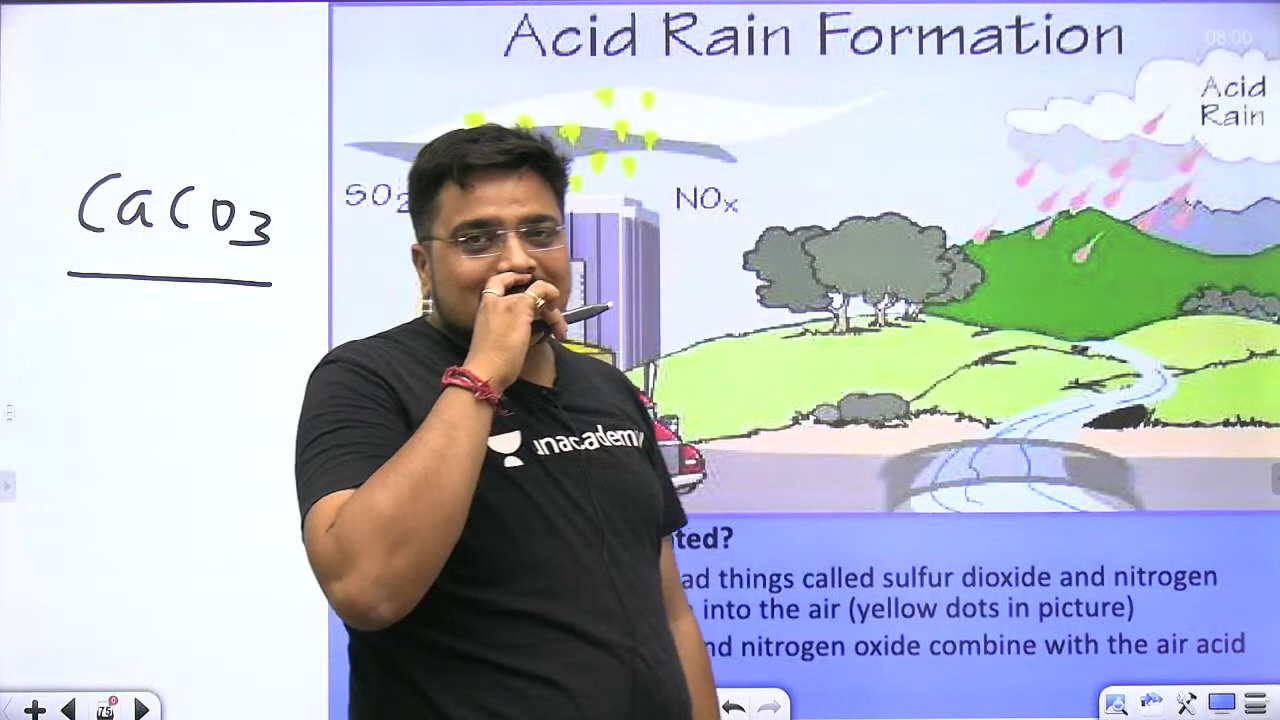 Acid Rain Formation
08:00
Acid
Rain
SO2
NOx
CaCO3
unacademy
ted?
ad things called sulfur dioxide and nitrogen
into the air (yellow dots in picture)
nd nitrogen oxide combine with the air acid
75